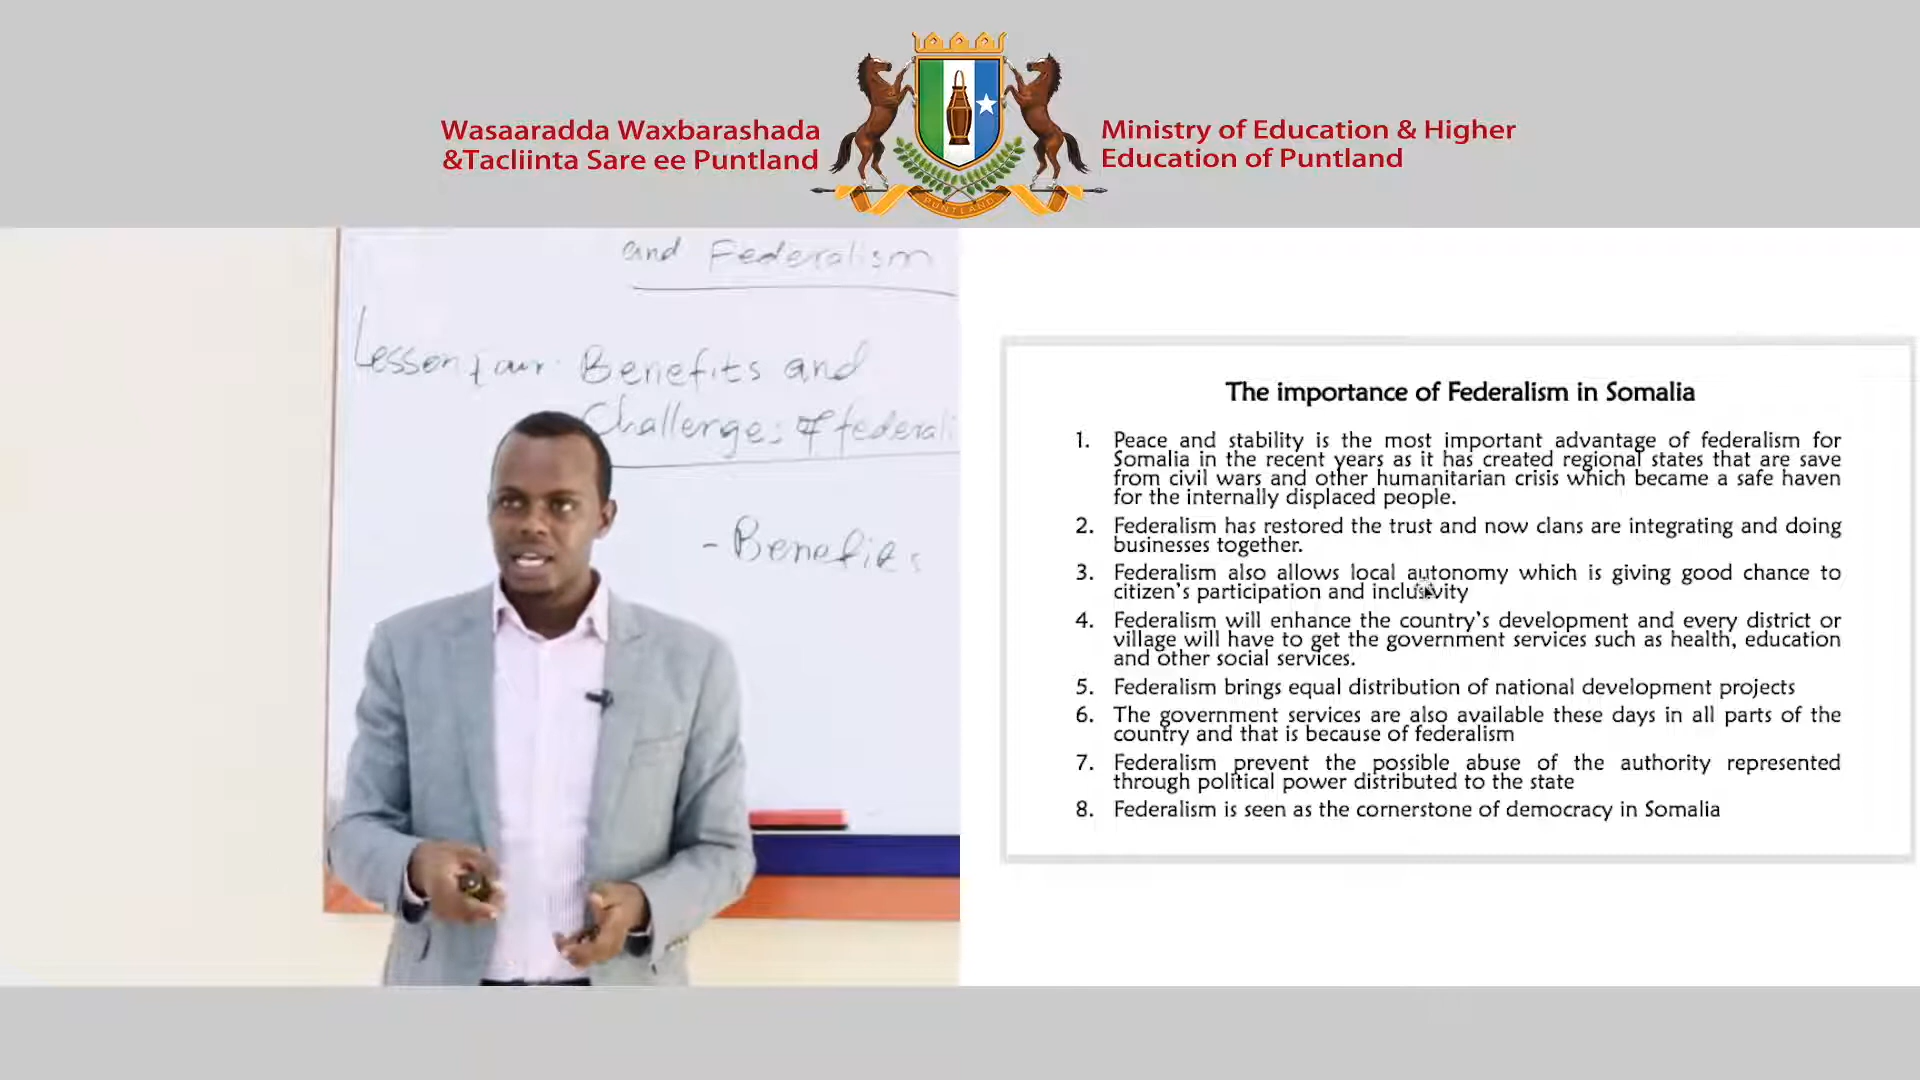 Wasaaradda Waxbarashada
&Tacliinta Sare ee Puntland
PUNTLAND
Ministry of Education & Higher
Education of Puntland
and Federalism
Lesson four: Benefits and
Challenges of federali
- Benefits
The importance of Federalism in Somalia
1. Peace and stability is the most important advantage of federalism for
Somalia in the recent years as it has created regional states that are save
from civil wars and other humanitarian crisis which became a safe haven
for the internally displaced people.
2. Federalism has restored the trust and now clans are integrating and doing
businesses together.
3. Federalism also allows local autonomy which is giving good chance to
citizen's participation and inclusivity
4. Federalism will enhance the country's development and every district or
village will have to get the government services such as health, education
and other social services.
5. Federalism brings equal distribution of national development projects
6. The government services are also available these days in all parts of the
country and that is because of federalism
7. Federalism prevent the possible abuse of the authority represented
through political power distributed to the state
8. Federalism is seen as the cornerstone of democracy in Somalia